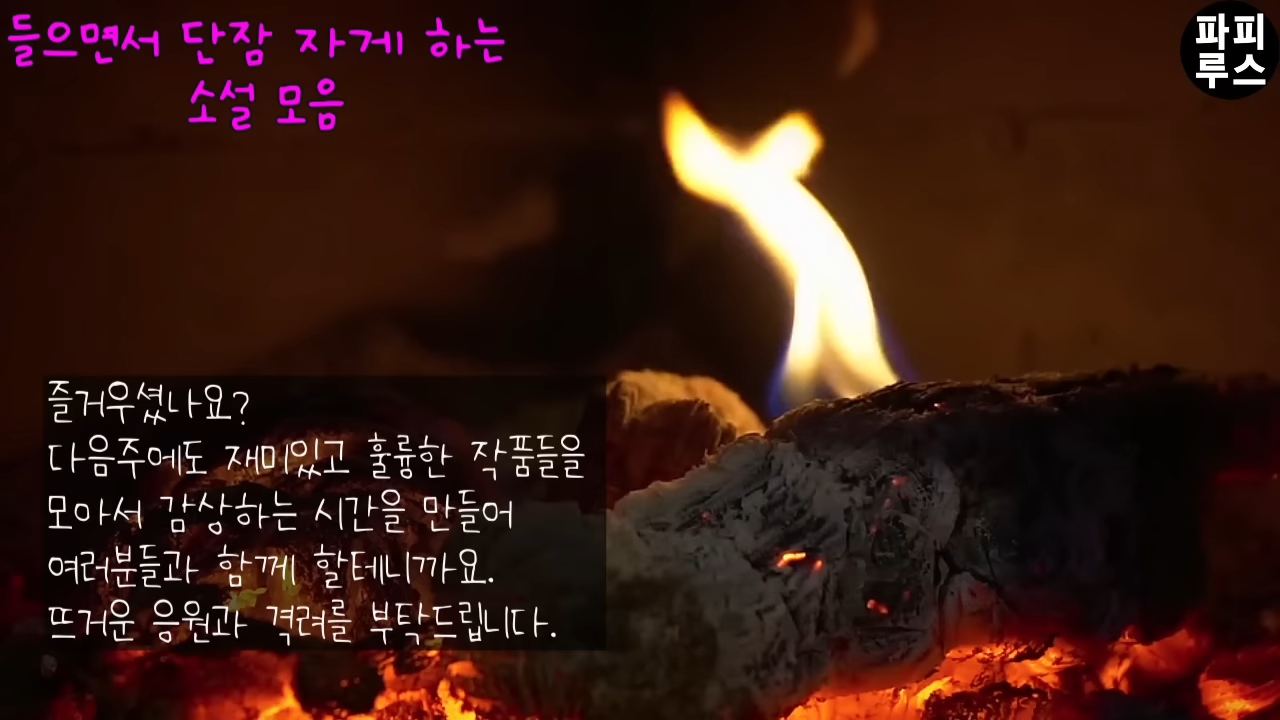 들으면서 단잠 자게 하는
소설 모음
파피
루스
즐거우셨나요?
다음주에도 재미있고 훌륭한 작품들을
모아서 감상하는 시간을 만들어
여러분들과 함께 할테니까요.
뜨거운 응원과 격려를 부탁드립니다.